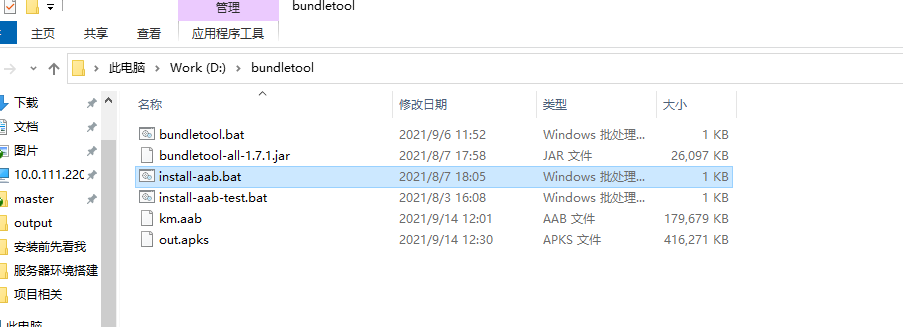 管理
bundletool
主页
共享
查看
应用程序工具
此电脑 > Work (D:) > bundletool
名称
修改日期
类型
大小
下载
文档
图片
10.0.111.220
master
output
安装前先看我
服务器环境搭建
项目相关
此电脑
bundletool.bat 2021/9/6 11:52 Windows 批处理... 1 KB
bundletool-all-1.7.1.jar 2021/8/7 17:58 JAR 文件 26,097 KB
install-aab.bat 2021/8/7 18:05 Windows 批处理... 1 KB
install-aab-test.bat 2021/8/3 16:08 Windows 批处理... 1 KB
km.aab 2021/9/14 12:01 AAB 文件 179,679 KB
out.apks 2021/9/14 12:30 APKS 文件 416,271 KB